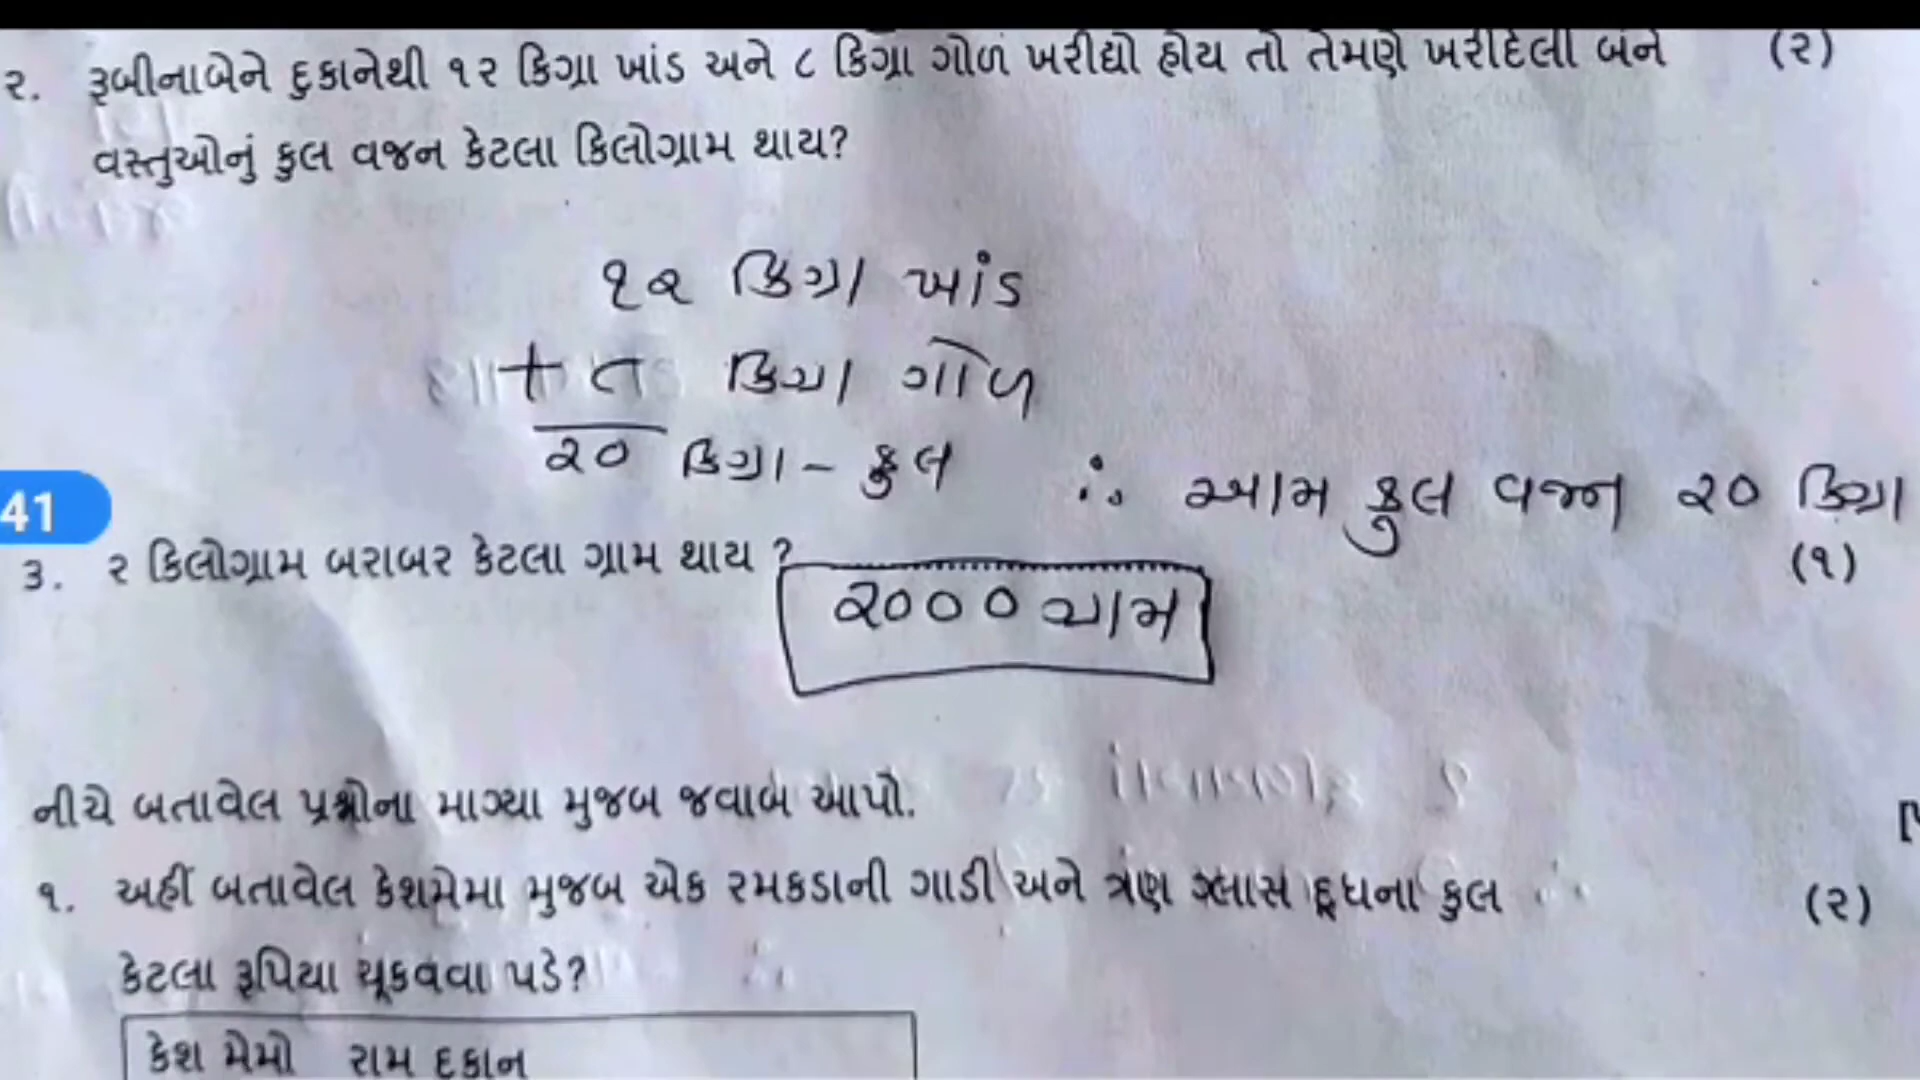 ૨. રૂબીનાબેને દુકાનેથી ૧૨ કિગ્રા ખાંડ અને ૮ કિગ્રા ગોળ ખરીદ્યો હોય તો તેમણે ખરીદેલી બંને (૨)
વસ્તુઓનું કુલ વજન કેટલા કિલોગ્રામ થાય?
૧૨ કિગ્રા ખાંડ
+ ૮ કિગ્રા ગોળ
૨૦ કિગ્રા - કુલ ∴ આમ કુલ વજન ૨૦ કિગ્રા
41
૩. ૨ કિલોગ્રામ બરાબર કેટલા ગ્રામ થાય ? (૧)
૨૦૦૦ ગ્રામ
નીચે બતાવેલ પ્રશ્નોના માગ્યા મુજબ જવાબ આપો.
૧. અહીં બતાવેલ કેશમેમા મુજબ એક રમકડાની ગાડી અને ત્રણ ગ્લાસ દૂધના કુલ (૨)
કેટલા રૂપિયા ચૂકવવા પડે?
કેશ મેમો રામ દુકાન